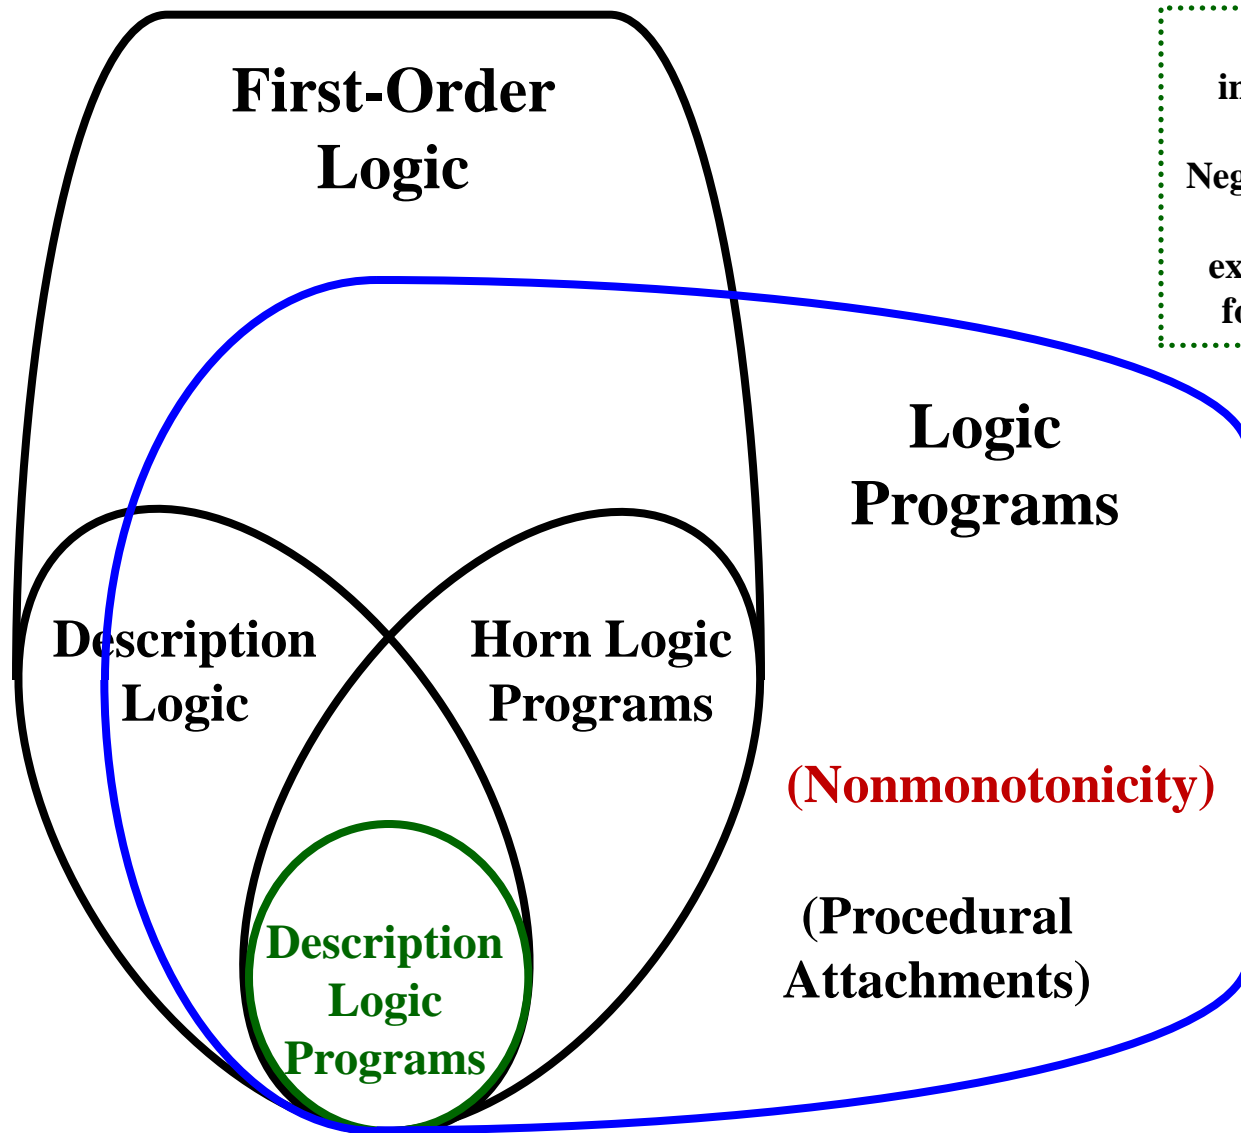 First-Order
Logic
Logic
Programs
Description
Logic
Horn Logic
Programs
(Nonmonotonicity)
(Procedural
Attachments)
Description
Logic
Programs